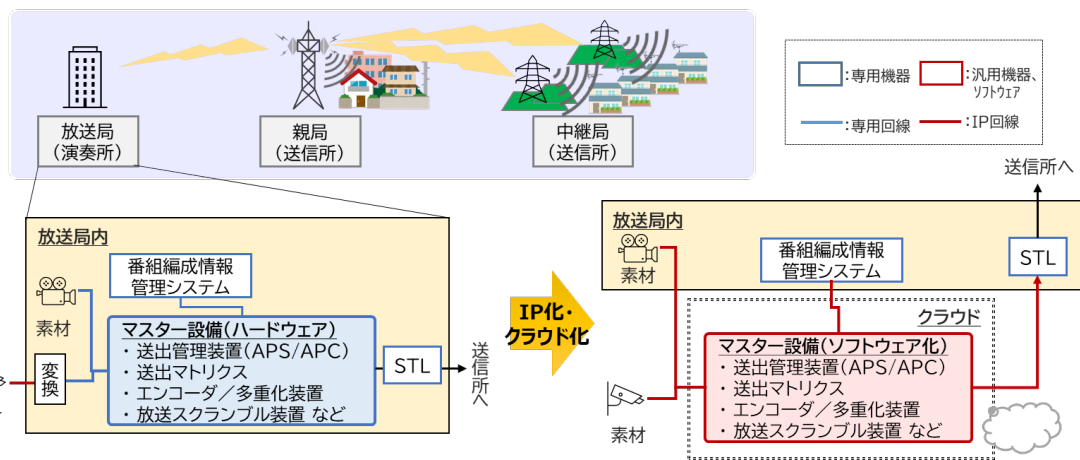 放送局
（演奏所）
親局
（送信所）
中継局
（送信所）
：専用機器
：汎用機器、
ｿﾌﾄｳｪｱ
：専用回線
：IP回線
放送局内
番組編成情報
管理システム
素材
変換
マスター設備（ハードウェア）
・送出管理装置（APS/APC）
・送出マトリクス
・エンコーダ／多重化装置
・放送スクランブル装置 など
STL
送信所へ
IP化・
クラウド化
送信所へ
放送局内
素材
番組編成情報
管理システム
STL
クラウド
マスター設備（ソフトウェア化）
・送出管理装置（APS/APC）
・送出マトリクス
・エンコーダ／多重化装置
・放送スクランブル装置 など
素材